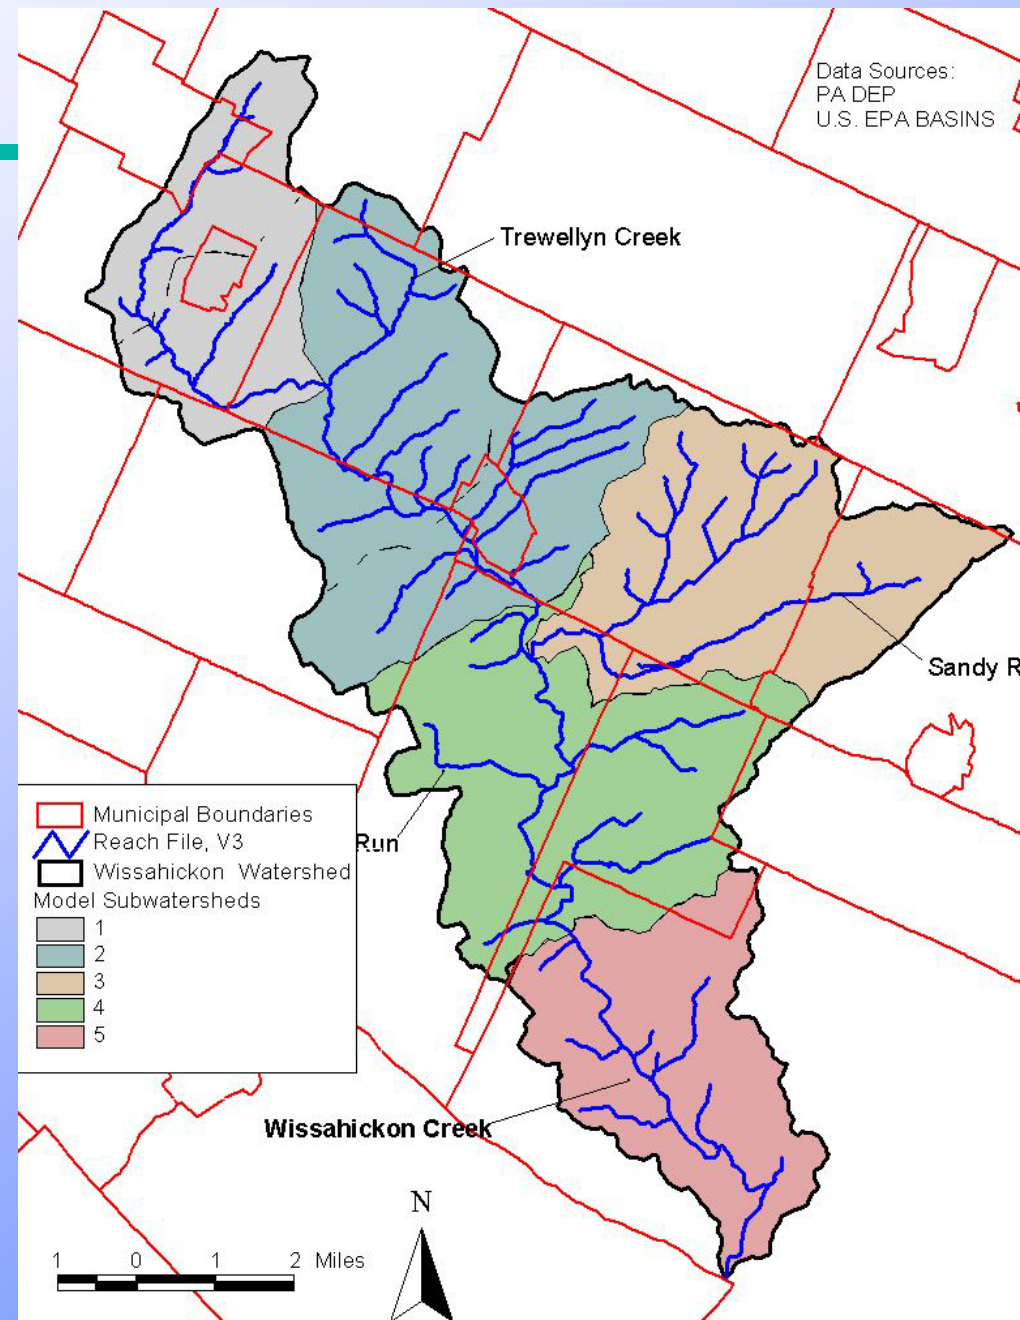 Data Sources:
PA DEP
U.S. EPA BASINS
Trewellyn Creek
Sandy R
Municipal Boundaries
Reach File, V3
Run
Wissahickon Watershed
Model Subwatersheds
1
2
3
4
5
Wissahickon Creek
N
1 0 1 2 Miles